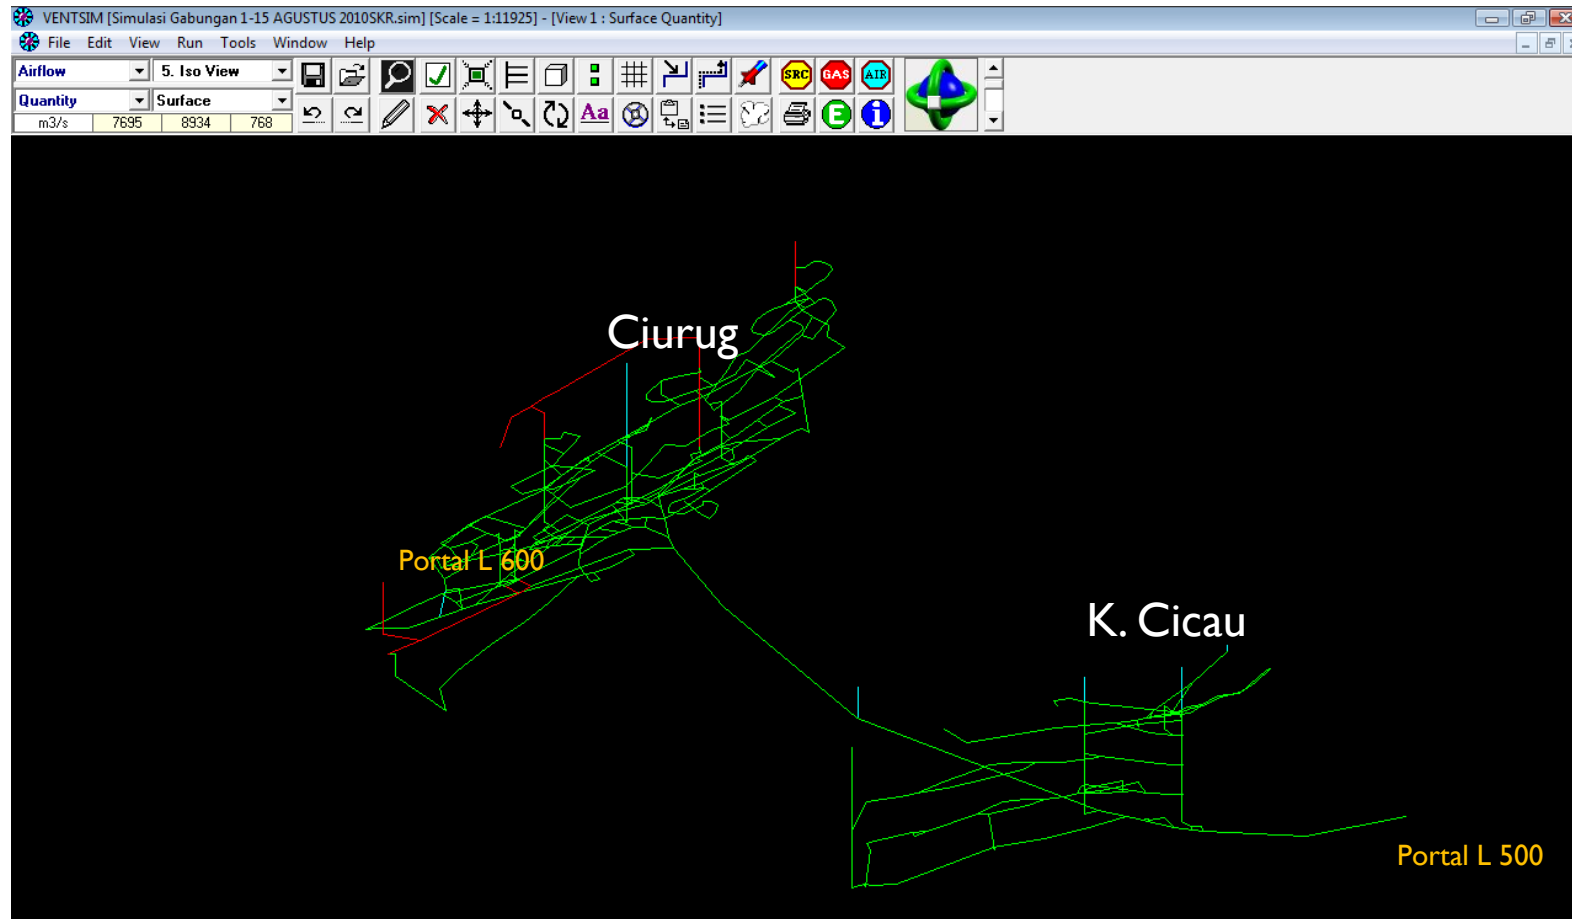 VENTSIM [Simulasi Gabungan 1-15 AGUSTUS 2010SKR.sim] [Scale = 1:11925] - [View 1 : Surface Quantity]
File Edit View Run Tools Window Help
Airflow 5. Iso View
SRC GAS AIR
Quantity Surface
m3/s 7695 8934 768
Aa E i
Ciurug
Portal L 600
K. Cicau
Portal L 500